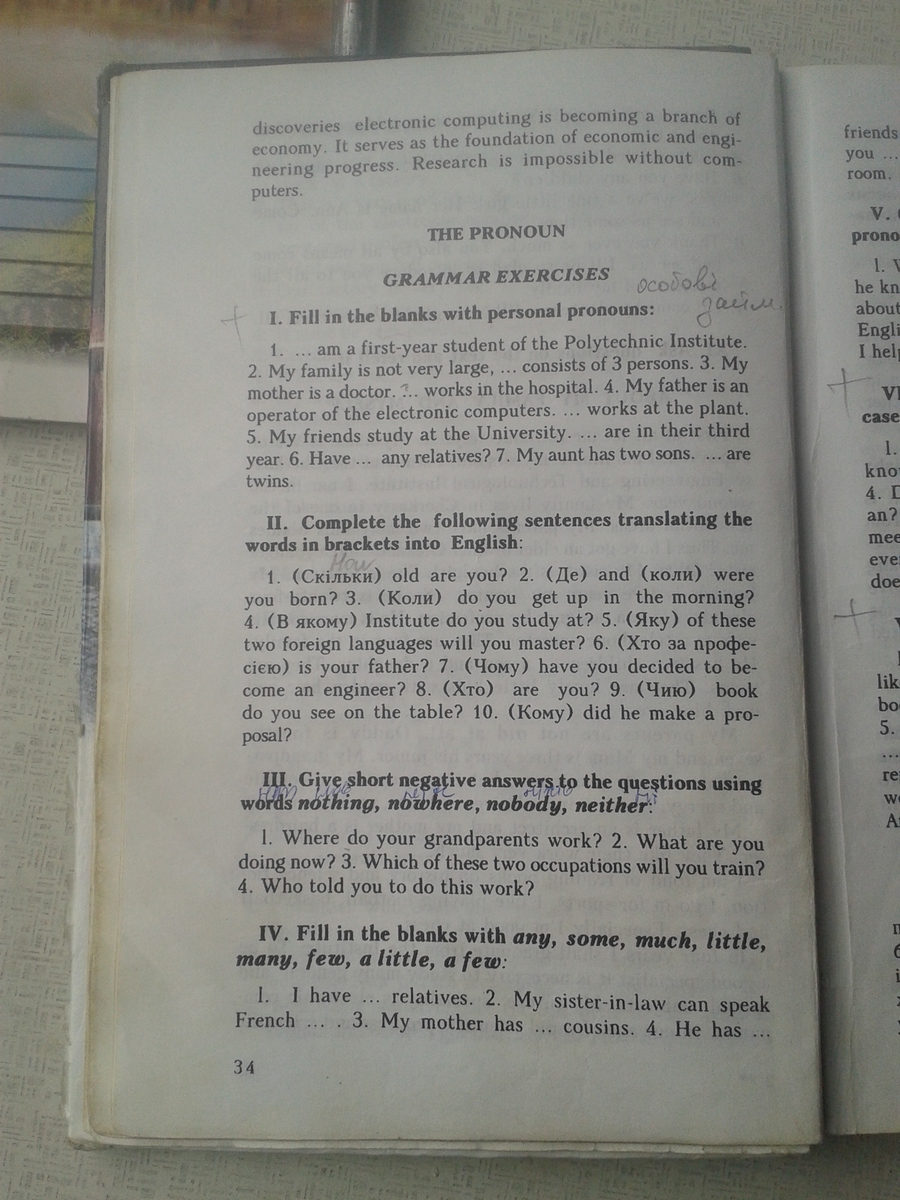 discoveries electronic computing is becoming a branch of
economy. It serves as the foundation of economic and engi-
neering progress. Research is impossible without com-
puters.
THE PRONOUN
GRAMMAR EXERCISES
особові
займ.
I. Fill in the blanks with personal pronouns:
1. ... am a first-year student of the Polytechnic Institute.
2. My family is not very large, ... consists of 3 persons. 3. My
mother is a doctor. ... works in the hospital. 4. My father is an
operator of the electronic computers. ... works at the plant.
5. My friends study at the University. ... are in their third
year. 6. Have ... any relatives? 7. My aunt has two sons. ... are
twins.
II. Complete the following sentences translating the
words in brackets into English:
How
1. (Скільки) old are you? 2. (Де) and (коли) were
you born? 3. (Коли) do you get up in the morning?
4. (В якому) Institute do you study at? 5. (Яку) of these
two foreign languages will you master? 6. (Хто за профе-
сією) is your father? 7. (Чому) have you decided to be-
come an engineer? 8. (Хто) are you? 9. (Чию) book
do you see on the table? 10. (Кому) did he make a pro-
posal?
III. Give short negative answers to the questions using
words nothing, nowhere, nobody, neither:
1. Where do your grandparents work? 2. What are you
doing now? 3. Which of these two occupations will you train?
4. Who told you to do this work?
IV. Fill in the blanks with any, some, much, little,
many, few, a little, a few:
1. I have ... relatives. 2. My sister-in-law can speak
French ... . 3. My mother has ... cousins. 4. He has ...
34
friends
you ...
room.
V.
1.
he
about
I
VI
case
1.
4.
an?
5.
...